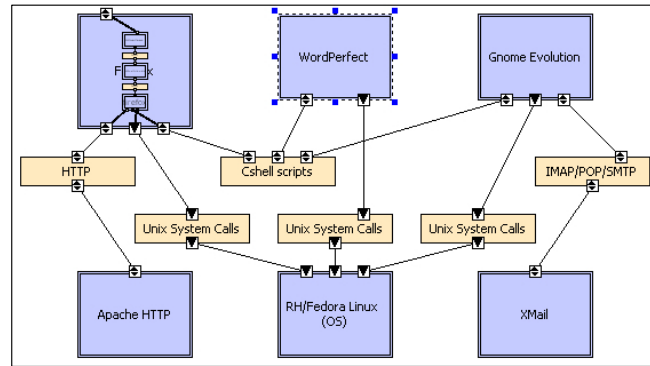 WordPerfect
Gnome Evolution
HTTP
Cshell scripts
IMAP/POP/SMTP
Unix System Calls
Unix System Calls
Unix System Calls
Apache HTTP
RH/Fedora Linux
(OS)
XMail